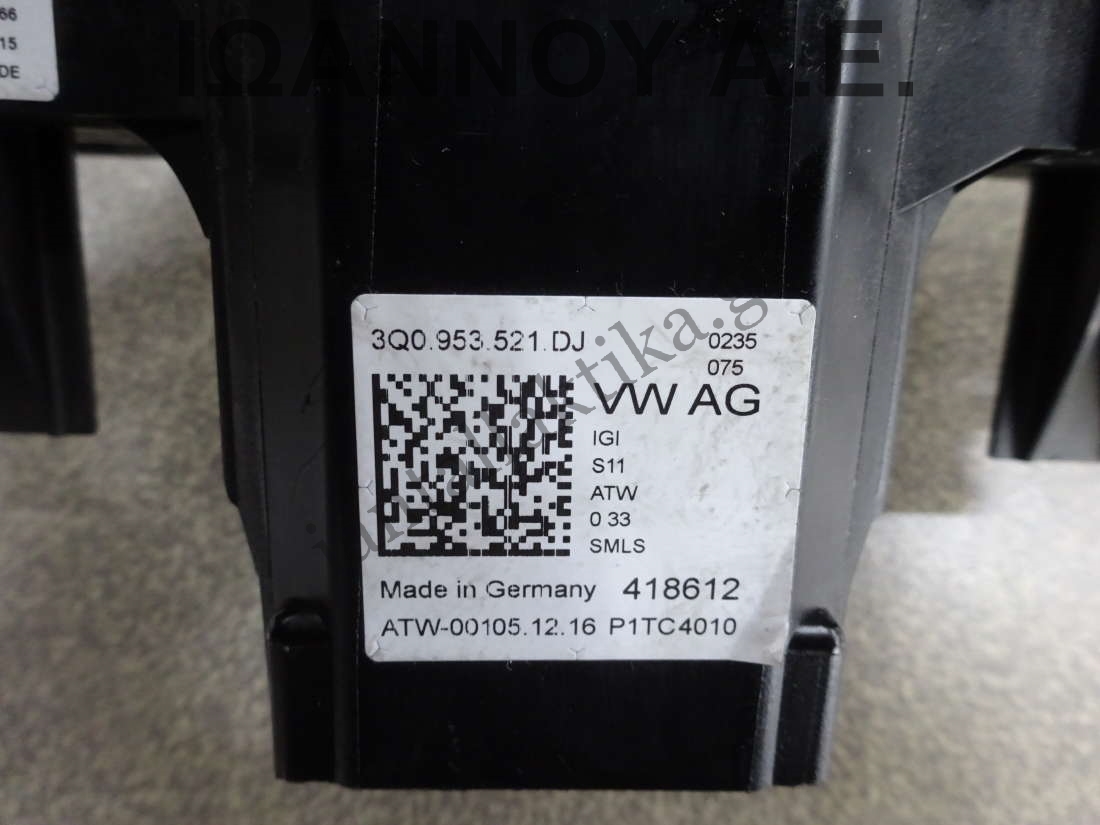 66
15
DE
ΙΩΑΝΝΟΥ Α.Ε.
3Q0.953.521.DJ 0235
075
VW AG
IGI
S11
ATW
0 33
SMLS
Made in Germany 418612
ATW-00105.12.16 P1TC4010